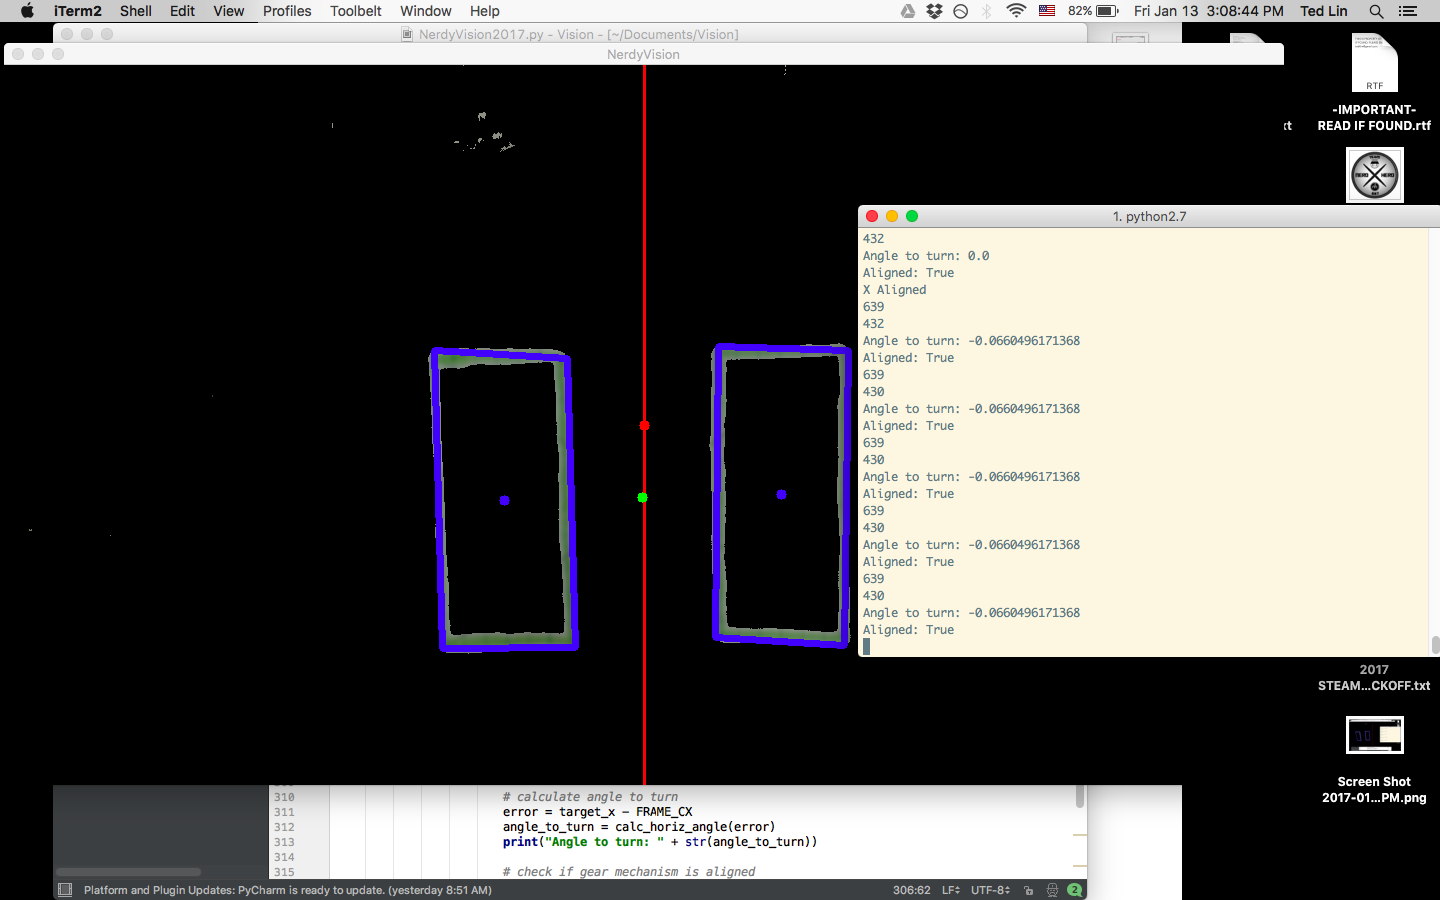 iTerm2 Shell Edit View Profiles Toolbelt Window Help 82% Fri Jan 13 3:08:44 PM Ted Lin
NerdyVision2017.py - Vision - [~/Documents/Vision]
NerdyVision
RTF
-IMPORTANT-
READ IF FOUND.rtf
1. python2.7
432
Angle to turn: 0.0
Aligned: True
X Aligned
639
432
Angle to turn: -0.0660496171368
Aligned: True
639
430
Angle to turn: -0.0660496171368
Aligned: True
639
430
Angle to turn: -0.0660496171368
Aligned: True
639
430
Angle to turn: -0.0660496171368
Aligned: True
639
430
Angle to turn: -0.0660496171368
Aligned: True
2017
STEAM...CKOFF.txt
Screen Shot
2017-01...PM.png
310 # calculate angle to turn
311 error = target_x - FRAME_CX
312 angle_to_turn = calc_horiz_angle(error)
313 print("Angle to turn: " + str(angle_to_turn))
314
315 # check if gear mechanism is aligned
Platform and Plugin Updates: PyCharm is ready to update. (yesterday 8:51 AM) 306:62 LF UTF-8 2